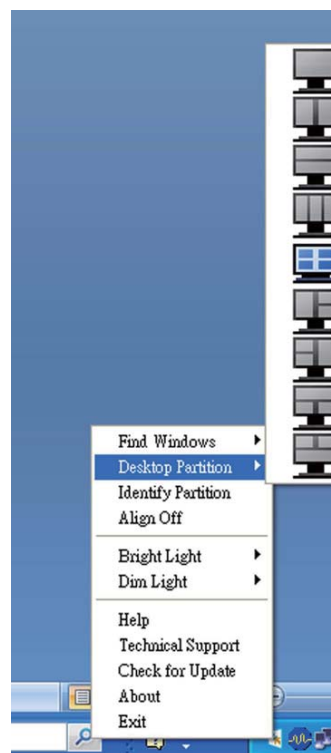 Find Windows
Desktop Partition
Identify Partition
Align Off
Bright Light
Dim Light
Help
Technical Support
Check for Update
About
Exit